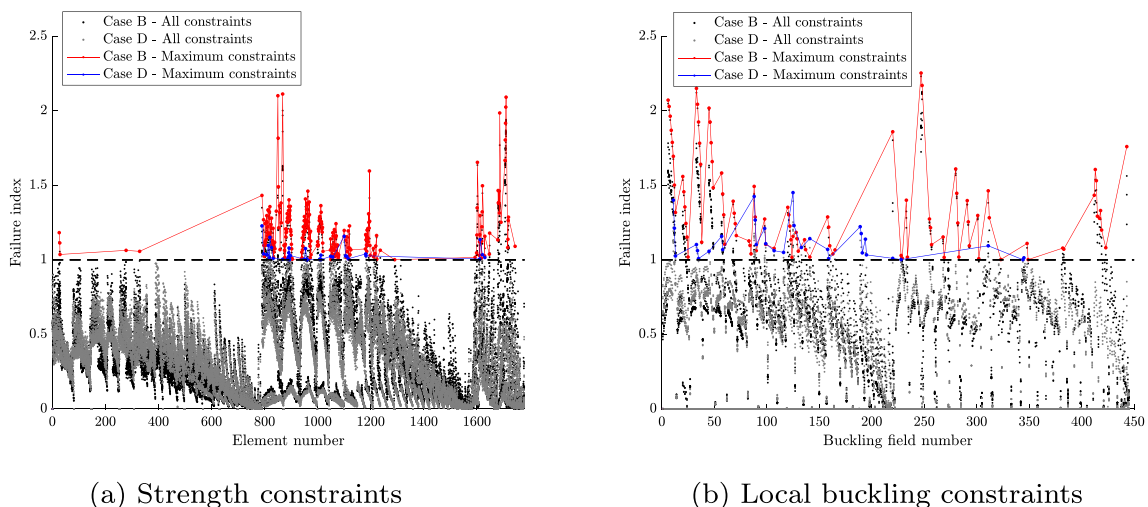 Case B - All constraints
Case D - All constraints
Case B - Maximum constraints
Case D - Maximum constraints
2.5
2
1.5
1
0.5
0
Failure index
0 200 400 600 800 1000 1200 1400 1600
Element number
(a) Strength constraints
Case B - All constraints
Case D - All constraints
Case B - Maximum constraints
Case D - Maximum constraints
2.5
2
1.5
1
0.5
0
Failure index
0 50 100 150 200 250 300 350 400 450
Buckling field number
(b) Local buckling constraints